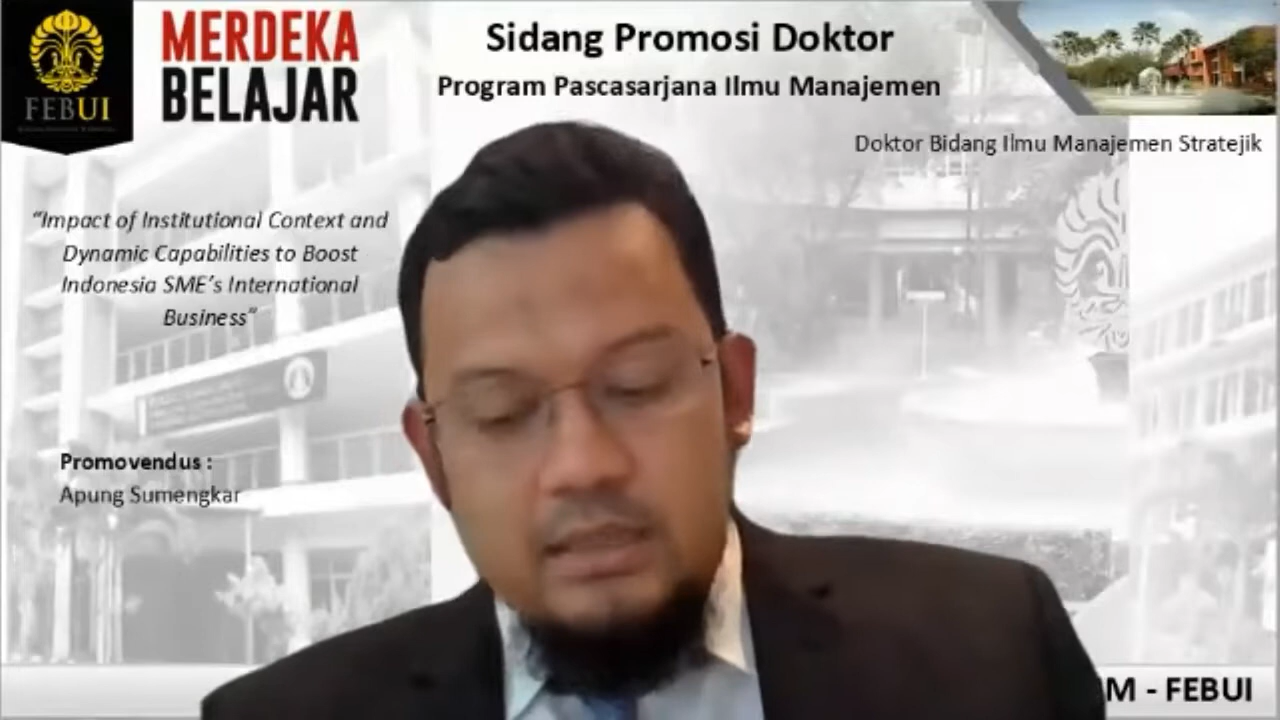 FEBUI
MERDEKA
BELAJAR
Sidang Promosi Doktor
Program Pascasarjana Ilmu Manajemen
Doktor Bidang Ilmu Manajemen Stratejik
“Impact of Institutional Context and
Dynamic Capabilities to Boost
Indonesia SME’s International
Business”
Promovendus :
Apung Sumengkar
M - FEBUI